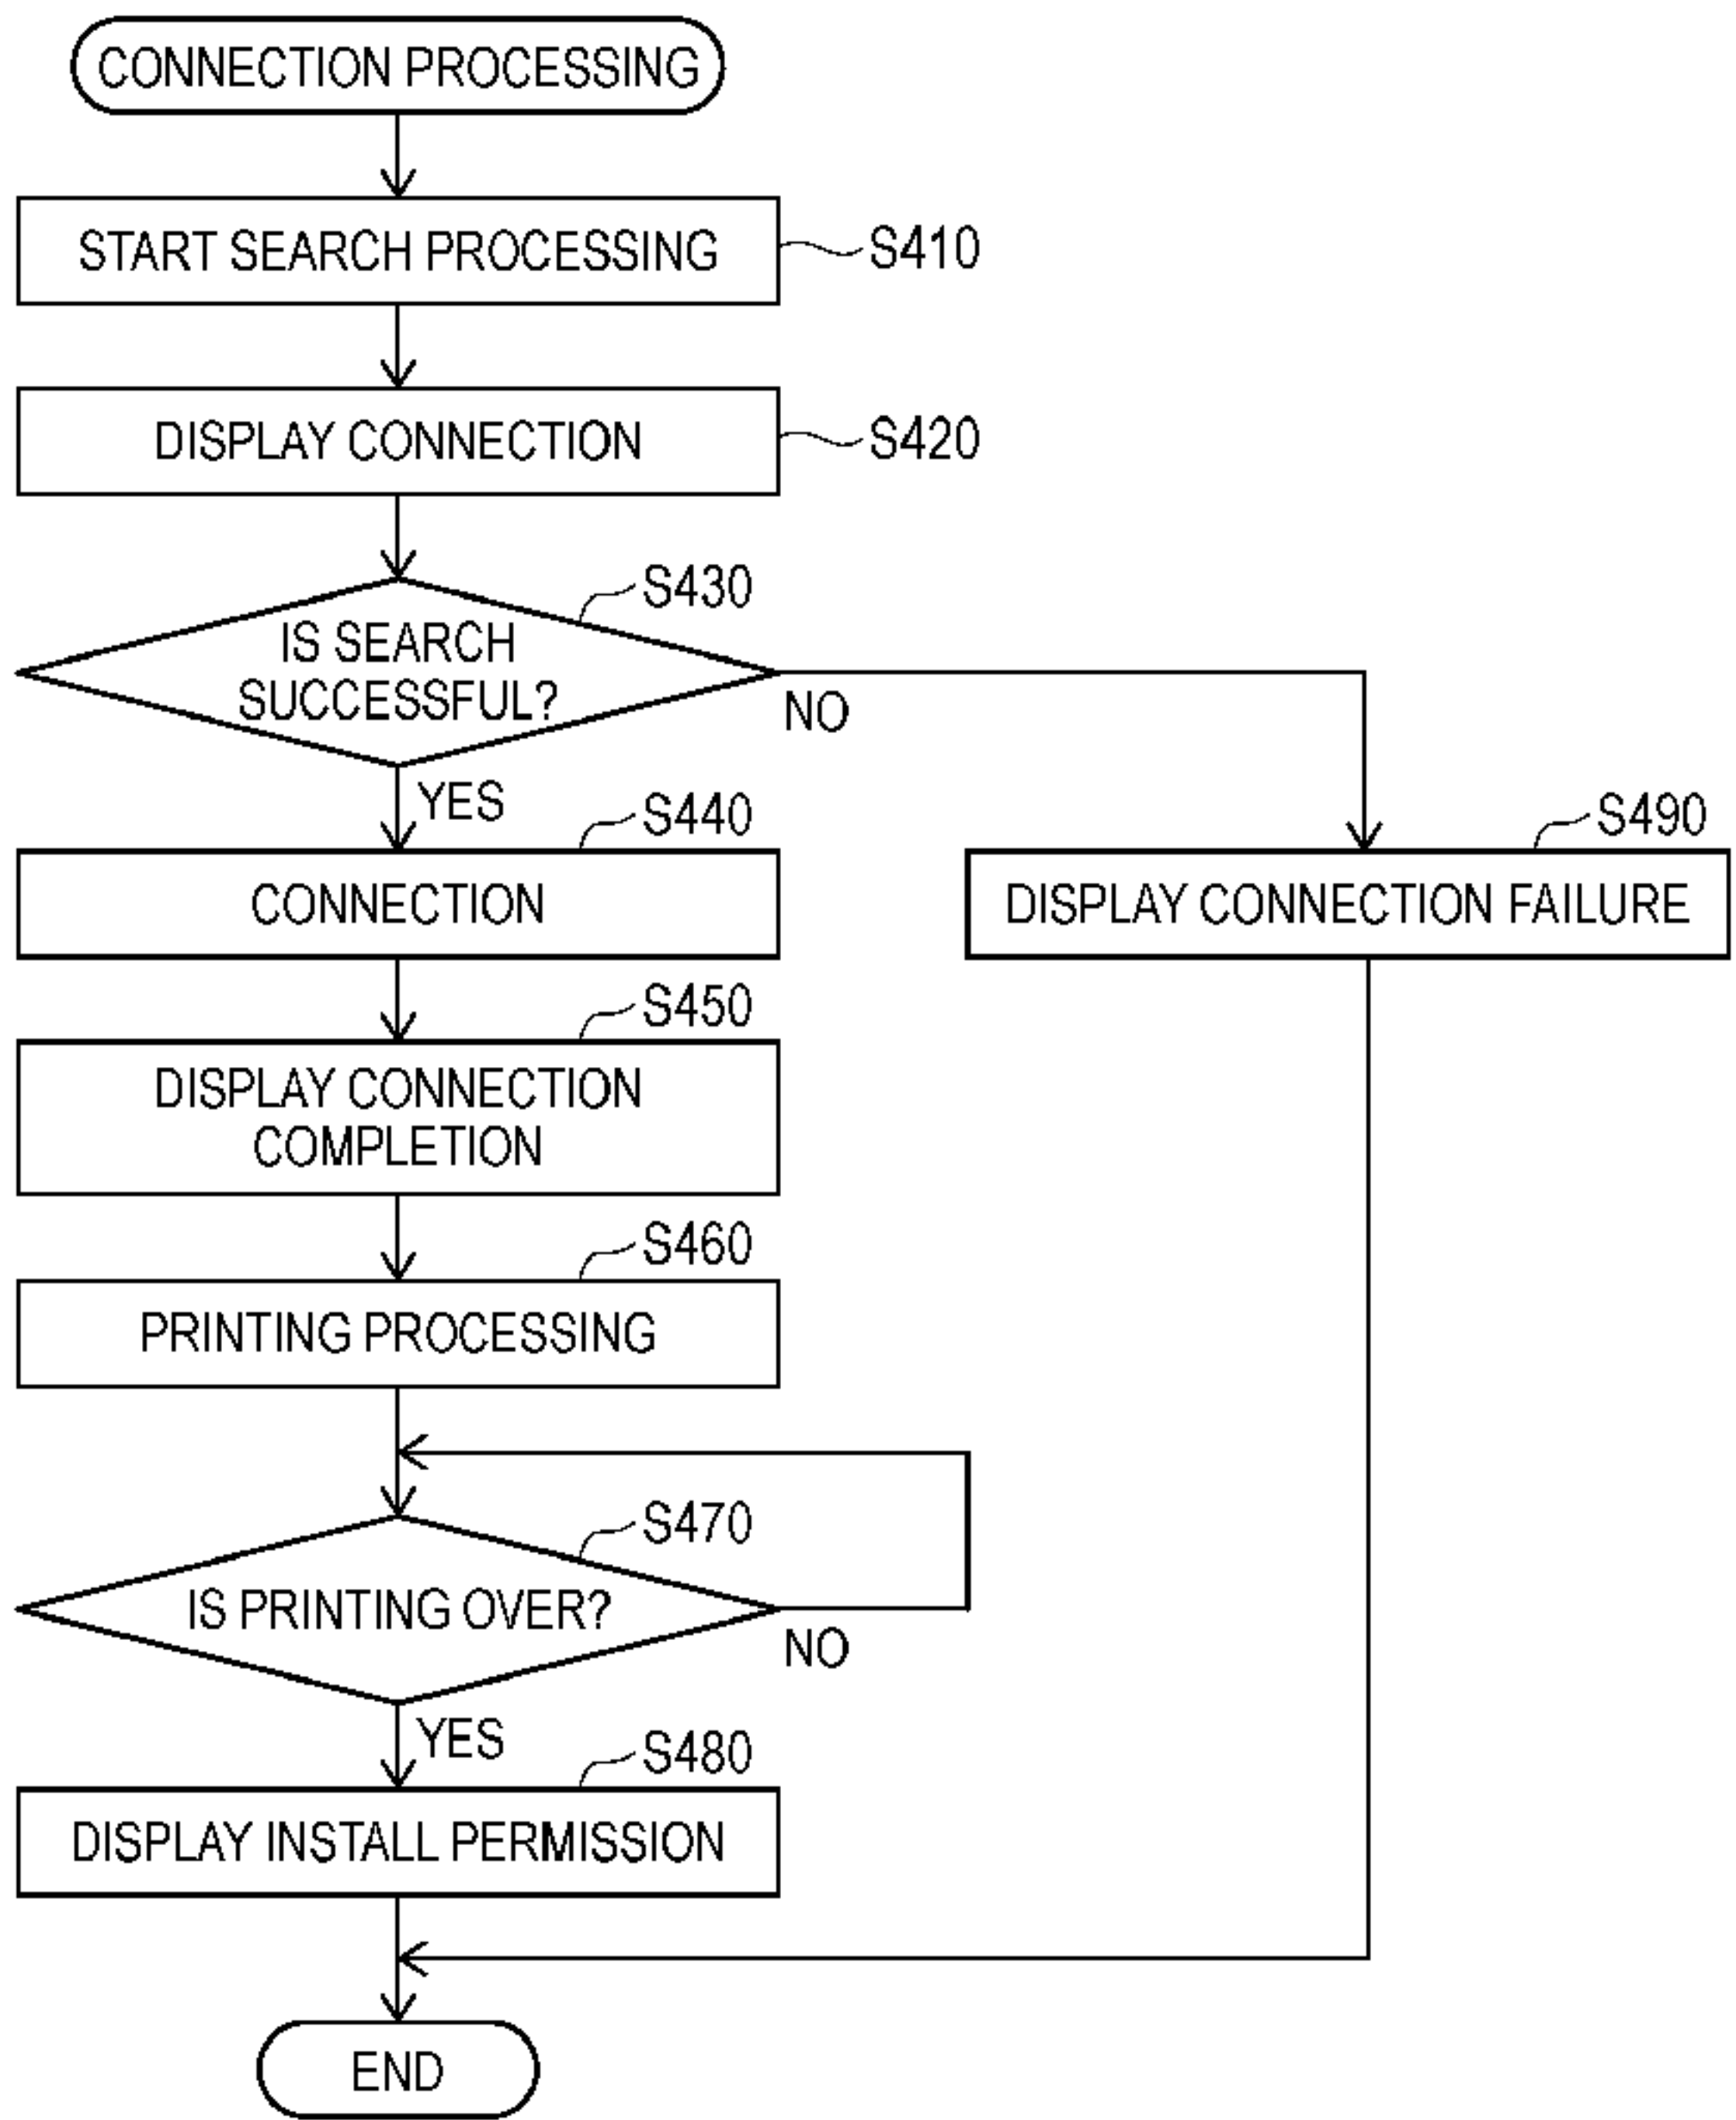 CONNECTION PROCESSING
START SEARCH PROCESSING
S410
DISPLAY CONNECTION
S420
S430
IS SEARCH
SUCCESSFUL?
NO
YES
S440
CONNECTION
S490
DISPLAY CONNECTION FAILURE
S450
DISPLAY CONNECTION
COMPLETION
S460
PRINTING PROCESSING
S470
IS PRINTING OVER?
NO
YES
S480
DISPLAY INSTALL PERMISSION
END